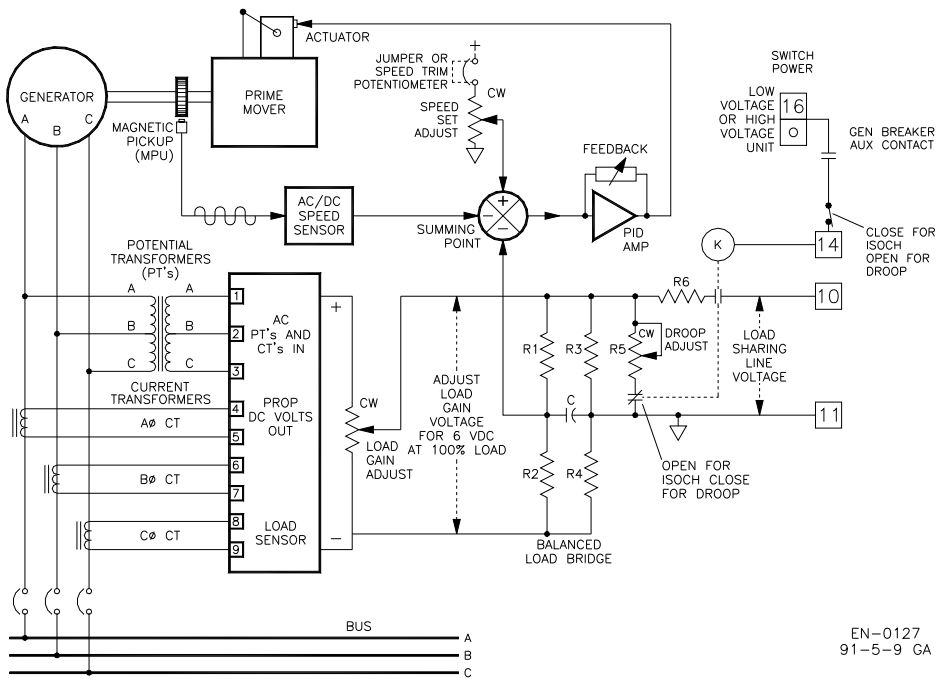 ACTUATOR
GENERATOR
A
B
C
PRIME
MOVER
MAGNETIC
PICKUP
(MPU)
JUMPER OR
SPEED TRIM
POTENTIOMETER
+
CW
SPEED
SET
ADJUST
SWITCH
POWER
LOW
VOLTAGE
OR HIGH
VOLTAGE
UNIT
16
O
GEN BREAKER
AUX CONTACT
FEEDBACK
AC/DC
SPEED
SENSOR
+
-
-
SUMMING
POINT
PID
AMP
K
14
CLOSE FOR
ISOCH
OPEN FOR
DROOP
POTENTIAL
TRANSFORMERS
(PT's)
A
A
B
B
C
C
1
2
3
AC
PT's AND
CT's IN
+
CURRENT
TRANSFORMERS
AØ CT
4
5
PROP
DC VOLTS
OUT
CW
LOAD
GAIN
ADJUST
BØ CT
6
7
CØ CT
8
9
LOAD
SENSOR
-
ADJUST
LOAD
GAIN
VOLTAGE
FOR 6 VDC
AT 100% LOAD
R6
10
R1
R3
R5
CW
DROOP
ADJUST
LOAD
SHARING
LINE
VOLTAGE
C
11
R2
R4
OPEN FOR
ISOCH CLOSE
FOR DROOP
BALANCED
LOAD BRIDGE
BUS
A
B
C
EN-0127
91-5-9 GA